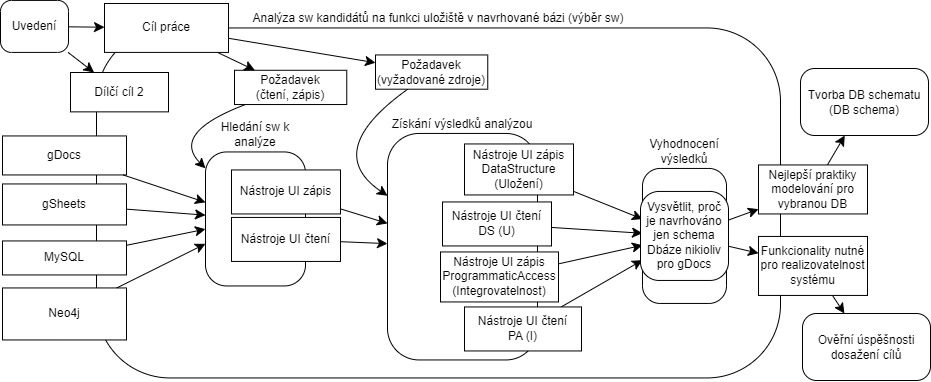 Uvedení
Cíl práce
Analýza sw kandidátů na funkci uložiště v navrhované bázi (výběr sw)
Dílčí cíl 2
Požadavek
(čtení, zápis)
Požadavek
(vyžadované zdroje)
Tvorba DB schematu
(DB schema)
Hledání sw k
analýze
Získání výsledků analýzou
gDocs
gSheets
MySQL
Neo4j
Nástroje UI zápis
Nástroje UI čtení
Nástroje UI zápis
DataStructure
(Uložení)
Nástroje UI čtení
DS (U)
Nástroje UI zápis
ProgrammaticAccess
(Integrovatelnost)
Nástroje UI čtení
PA (I)
Vyhodnocení
výsledků
Vysvětlit, proč
je navrhováno
jen schema
Dbáze nikioliv
pro gDocs
Nejlepší praktiky
modelování pro
vybranou DB
Funkcionality nutné
pro realizovatelnost
systému
Ověřní úspěšnosti
dosažení cílů